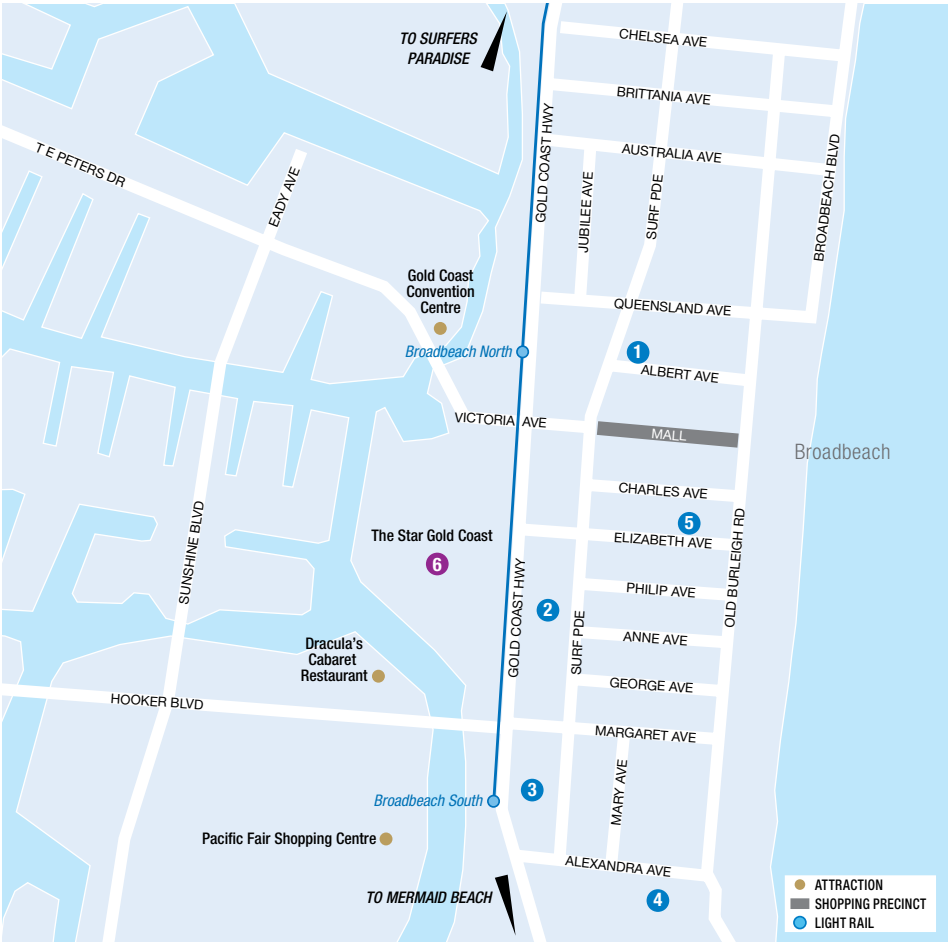 TO SURFERS
PARADISE
CHELSEA AVE
BRITTANIA AVE
AUSTRALIA AVE
T E PETERS DR
EADY AVE
GOLD COAST HWY
JUBILEE AVE
SURF PDE
BROADBEACH BLVD
Gold Coast
Convention
Centre
QUEENSLAND AVE
Broadbeach North
1
ALBERT AVE
VICTORIA AVE
MALL
Broadbeach
CHARLES AVE
5
ELIZABETH AVE
The Star Gold Coast
6
SUNSHINE BLVD
GOLD COAST HWY
2
SURF PDE
PHILIP AVE
OLD BURLEIGH RD
ANNE AVE
Dracula's
Cabaret
Restaurant
GEORGE AVE
HOOKER BLVD
MARGARET AVE
MARY AVE
3
Broadbeach South
Pacific Fair Shopping Centre
ALEXANDRA AVE
TO MERMAID BEACH
4
ATTRACTION
SHOPPING PRECINCT
LIGHT RAIL